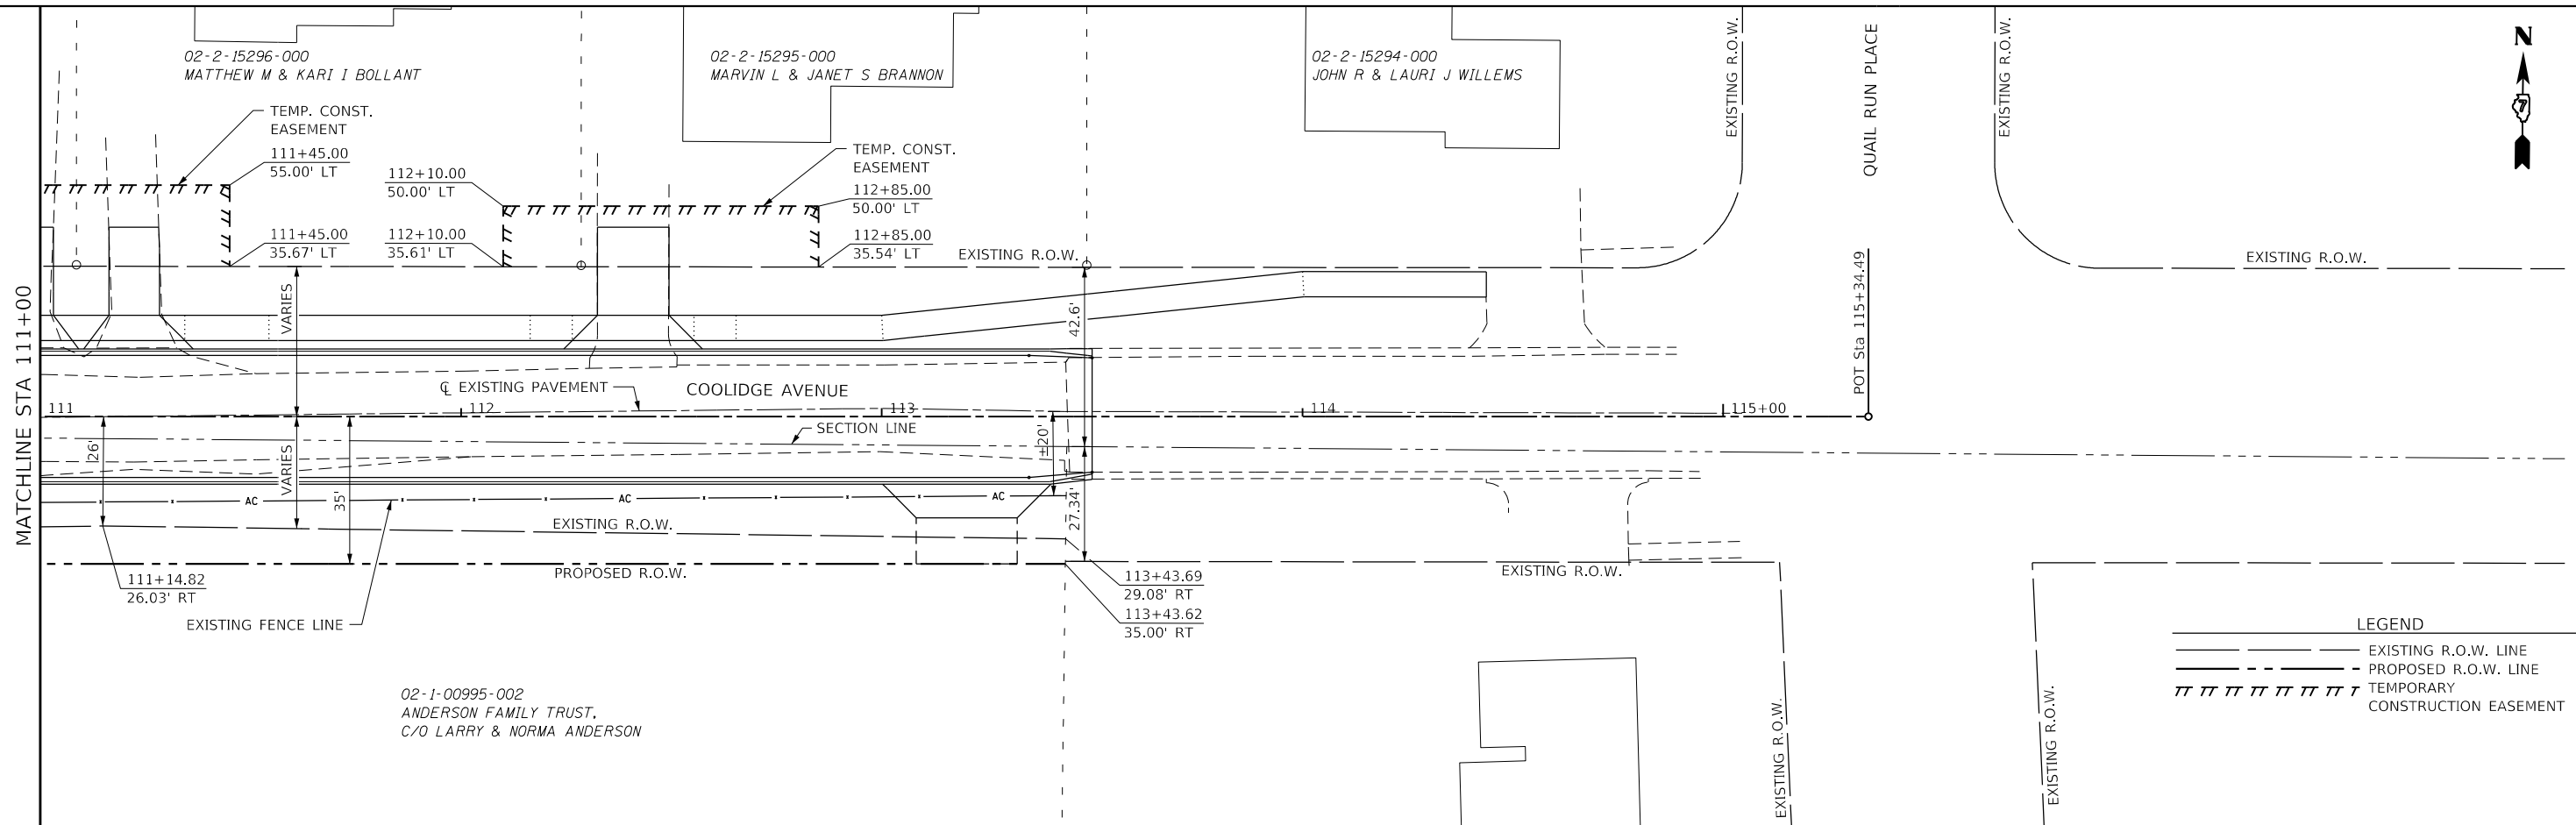 02-2-15296-000
MATTHEW M & KARI I BOLLANT
02-2-15295-000
MARVIN L & JANET S BRANNON
02-2-15294-000
JOHN R & LAURI J WILLEMS
EXISTING R.O.W.
QUAIL RUN PLACE
EXISTING R.O.W.
N
7
TEMP. CONST.
EASEMENT
111+45.00
55.00' LT
112+10.00
50.00' LT
TEMP. CONST.
EASEMENT
112+85.00
50.00' LT
111+45.00
35.67' LT
112+10.00
35.61' LT
112+85.00
35.54' LT
EXISTING R.O.W.
EXISTING R.O.W.
POT Sta 115+34.49
MATCHLINE STA 111+00
VARIES
42.6'
℄ EXISTING PAVEMENT
COOLIDGE AVENUE
111
112
113
114
115+00
SECTION LINE
26'
VARIES
35'
±20'
27.34'
AC
AC
AC
EXISTING R.O.W.
PROPOSED R.O.W.
EXISTING R.O.W.
111+14.82
26.03' RT
113+43.69
29.08' RT
113+43.62
35.00' RT
EXISTING FENCE LINE
02-1-00995-002
ANDERSON FAMILY TRUST,
C/O LARRY & NORMA ANDERSON
EXISTING R.O.W.
EXISTING R.O.W.
LEGEND
EXISTING R.O.W. LINE
PROPOSED R.O.W. LINE
TEMPORARY
CONSTRUCTION EASEMENT